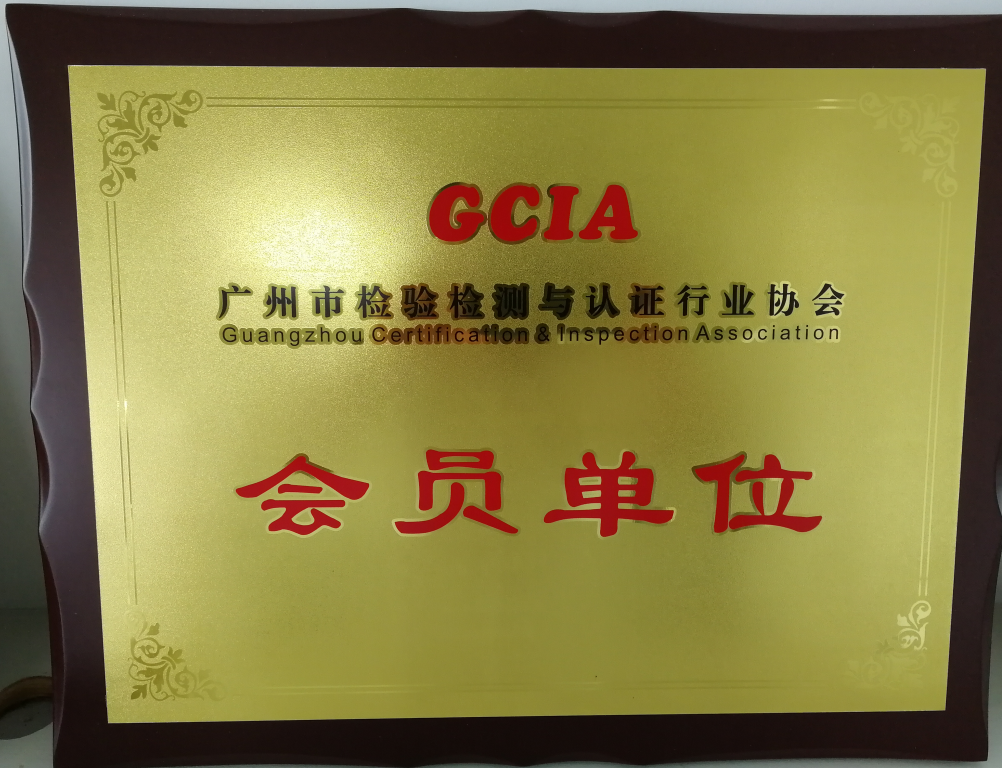 GCIA
广州市检验检测与认证行业协会
Guangzhou Certification & Inspection Association
会员单位